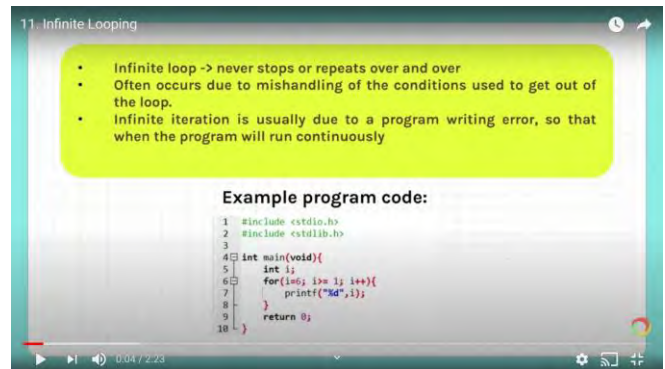 11. Infinite Looping
• Infinite loop -> never stops or repeats over and over
• Often occurs due to mishandling of the conditions used to get out of
the loop.
• Infinite iteration is usually due to a program writing error, so that
when the program will run continuously
Example program code:
1 #include <stdio.h>
2 #include <stdlib.h>
3
4 int main(void){
5 int i;
6 for(i=6; i>= 1; i++){
7 printf("%d",i);
8 }
9 return 0;
10 }
0:04 / 2:23